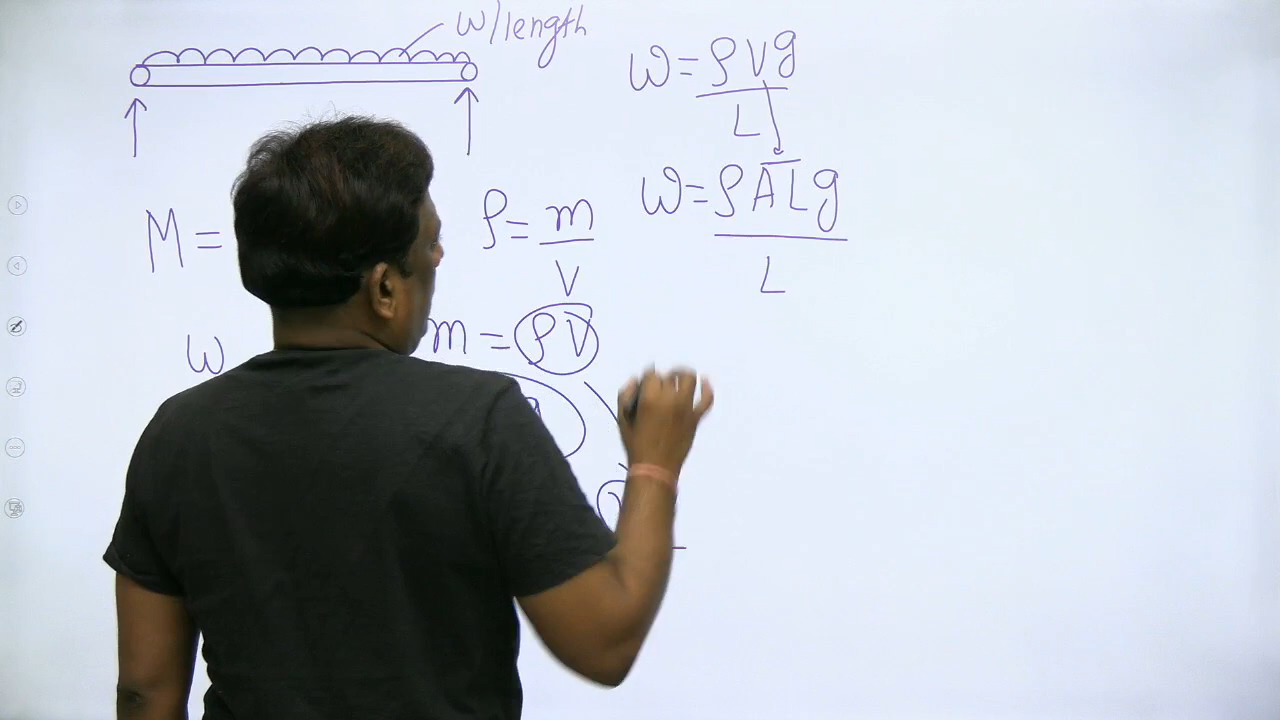 w/length
w = ρVg
L
w = ρALg
L
M =
ρ = m
V
w
m = ρV